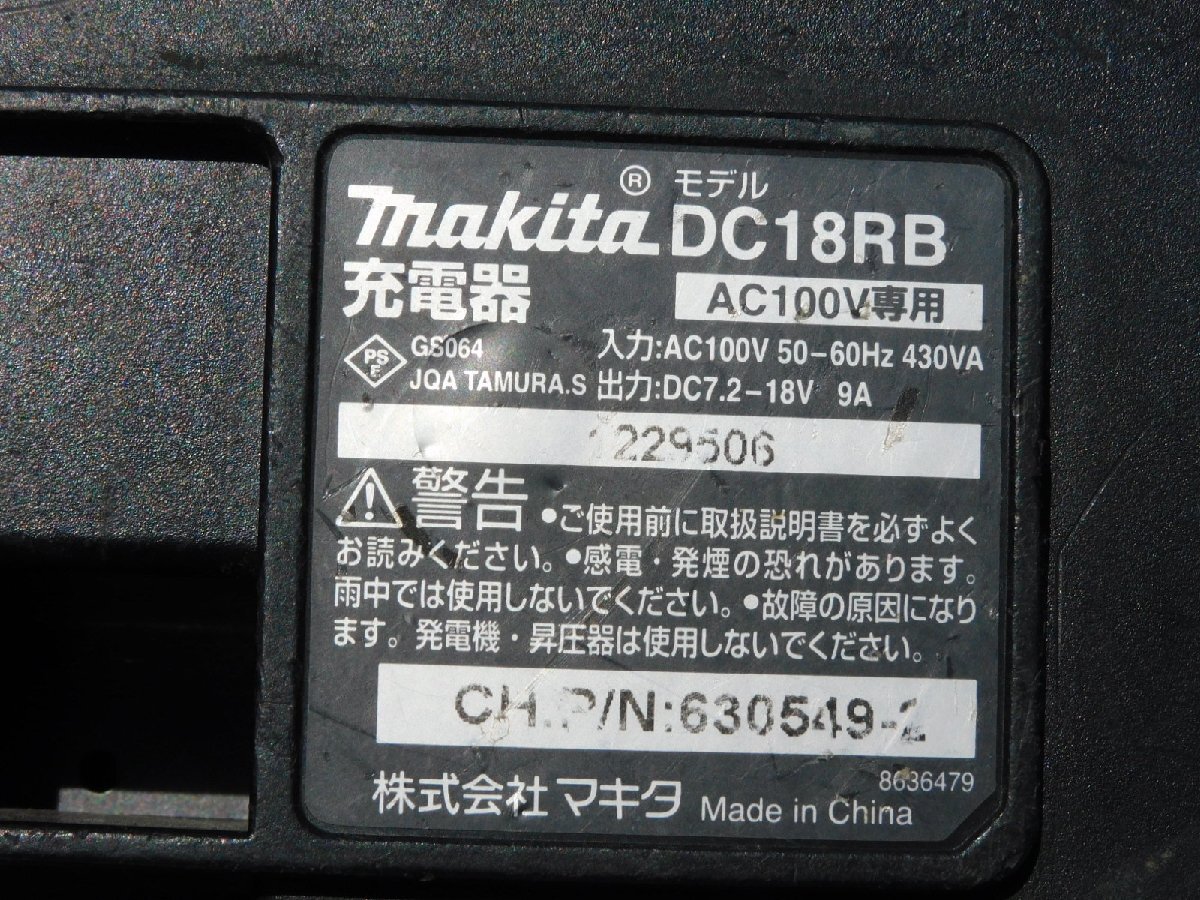 makita® モデル DC18RB
充電器 AC100V専用
PSE GS064 入力:AC100V 50-60Hz 430VA
JQA TAMURA.S 出力:DC7.2-18V 9A
警告 •ご使用前に取扱説明書を必ずよく
お読みください。•感電・発煙の恐れがあります。
雨中では使用しないでください。•故障の原因になり
ます。発電機・昇圧器は使用しないでください。
CH.P/N:630549-2
8636479
株式会社マキタ Made in China